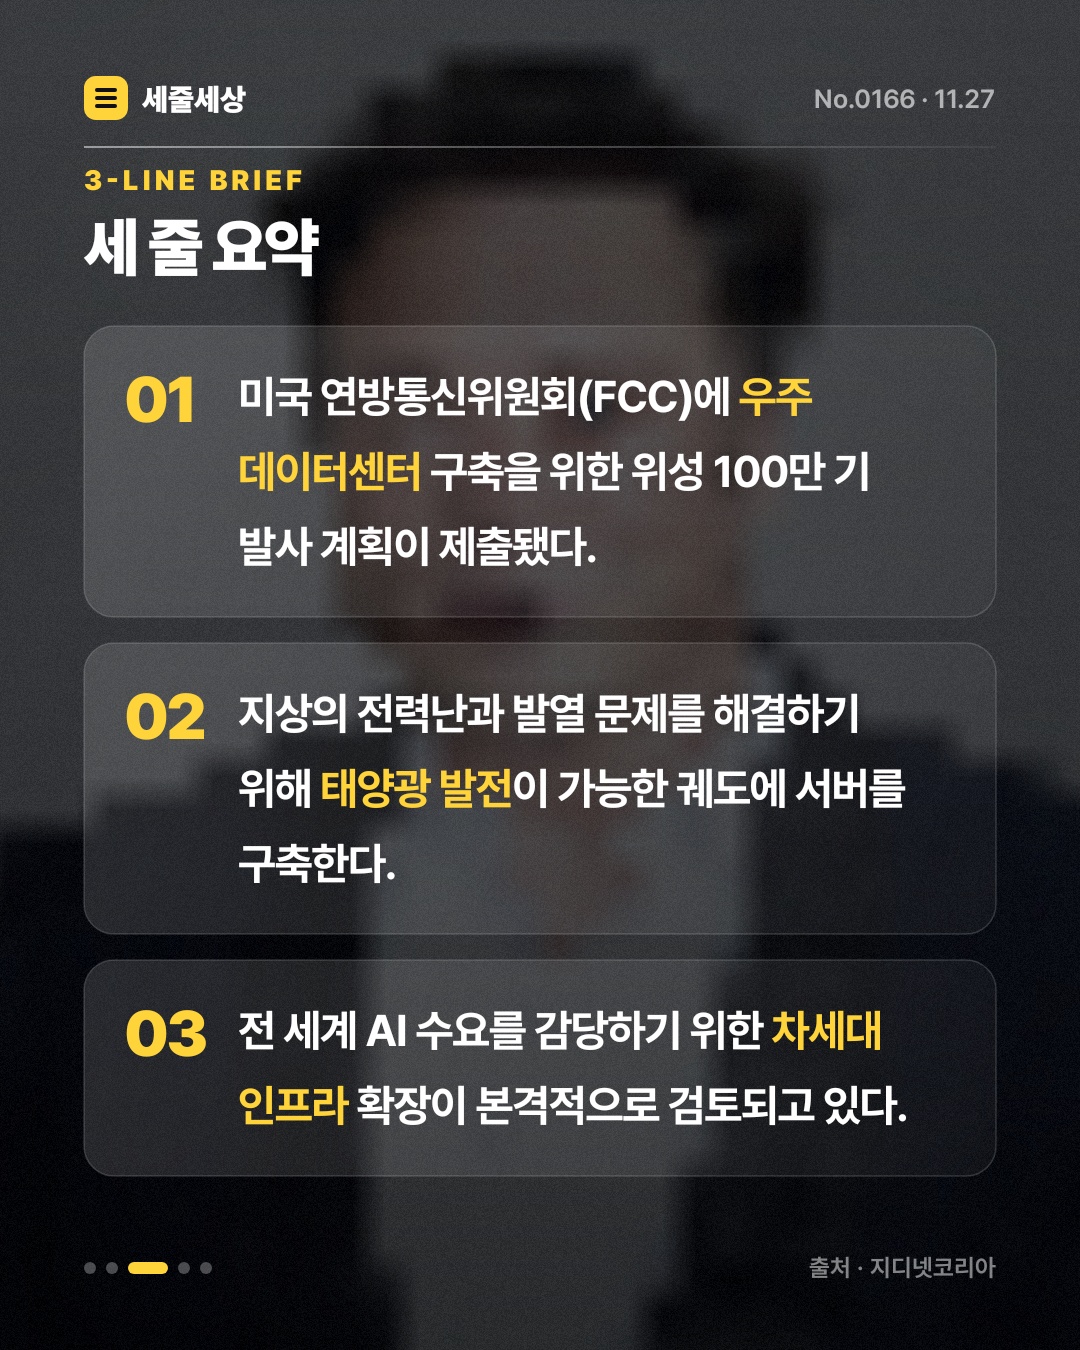 세줄세상
No.0166 · 11.27
3-LINE BRIEF
세 줄 요약
01
미국 연방통신위원회(FCC)에 우주
데이터센터 구축을 위한 위성 100만 기
발사 계획이 제출됐다.
02
지상의 전력난과 발열 문제를 해결하기
위해 태양광 발전이 가능한 궤도에 서버를
구축한다.
03
전 세계 AI 수요를 감당하기 위한 차세대
인프라 확장이 본격적으로 검토되고 있다.
출처 · 지디넷코리아